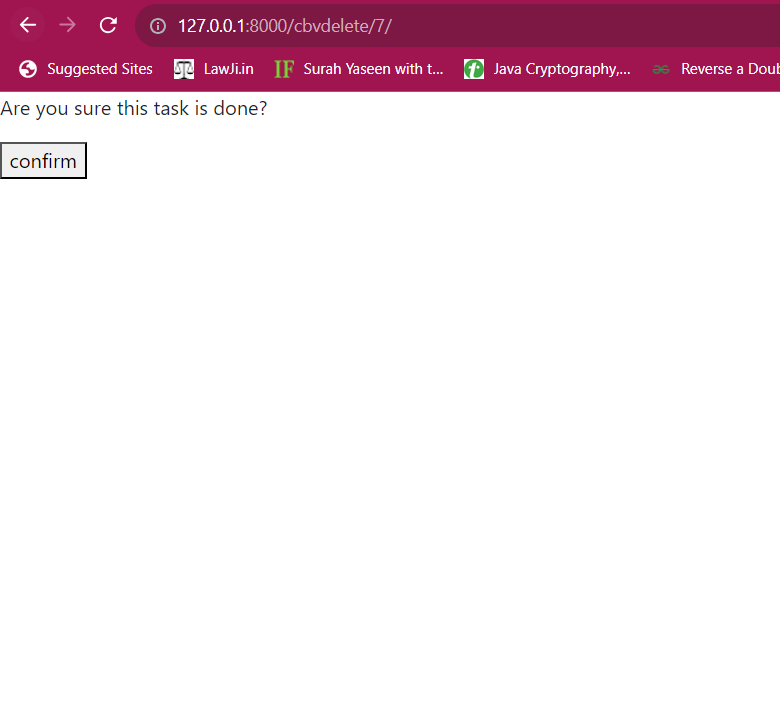 127.0.0.1:8000/cbvdelete/7/
Suggested Sites LawJi.in IF Surah Yaseen with t... Java Cryptography,... Reverse a Doub
Are you sure this task is done?
confirm